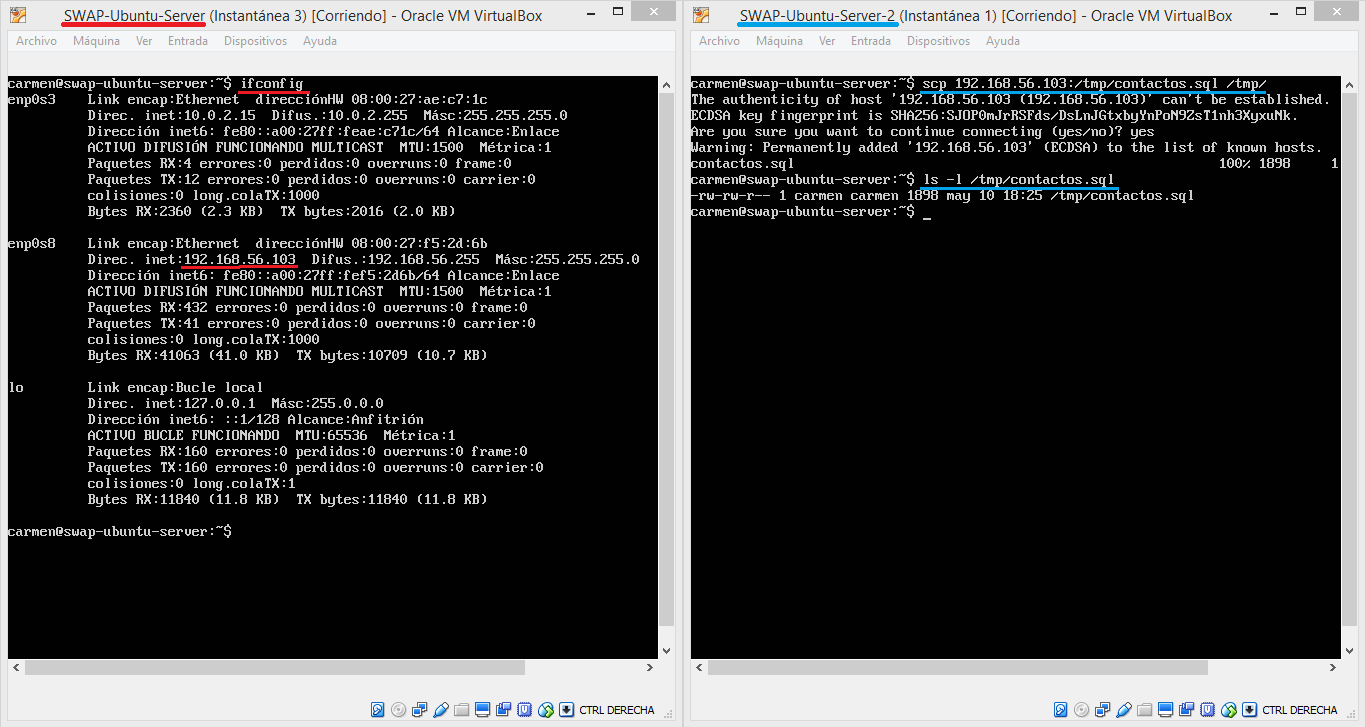 SWAP-Ubuntu-Server (Instantánea 3) [Corriendo] - Oracle VM VirtualBox
Archivo Máquina Ver Entrada Dispositivos Ayuda
carmen@swap-ubuntu-server:~$ ifconfig
enp0s3 Link encap:Ethernet direcciónHW 08:00:27:ae:c7:1c
Direc. inet:10.0.2.15 Difus.:10.0.2.255 Másc:255.255.255.0
Dirección inet6: fe80::a00:27ff:feae:c71c/64 Alcance:Enlace
ACTIVO DIFUSIÓN FUNCIONANDO MULTICAST MTU:1500 Métrica:1
Paquetes RX:4 errores:0 perdidos:0 overruns:0 frame:0
Paquetes TX:12 errores:0 perdidos:0 overruns:0 carrier:0
colisiones:0 long.colaTX:1000
Bytes RX:2360 (2.3 KB) TX bytes:2016 (2.0 KB)
enp0s8 Link encap:Ethernet direcciónHW 08:00:27:f5:2d:6b
Direc. inet:192.168.56.103 Difus.:192.168.56.255 Másc:255.255.255.0
Dirección inet6: fe80::a00:27ff:fef5:2d6b/64 Alcance:Enlace
ACTIVO DIFUSIÓN FUNCIONANDO MULTICAST MTU:1500 Métrica:1
Paquetes RX:432 errores:0 perdidos:0 overruns:0 frame:0
Paquetes TX:41 errores:0 perdidos:0 overruns:0 carrier:0
colisiones:0 long.colaTX:1000
Bytes RX:41063 (41.0 KB) TX bytes:10709 (10.7 KB)
lo Link encap:Bucle local
Direc. inet:127.0.0.1 Másc:255.0.0.0
Dirección inet6: ::1/128 Alcance:Anfitrión
ACTIVO BUCLE FUNCIONANDO MTU:65536 Métrica:1
Paquetes RX:160 errores:0 perdidos:0 overruns:0 frame:0
Paquetes TX:160 errores:0 perdidos:0 overruns:0 carrier:0
colisiones:0 long.colaTX:1
Bytes RX:11840 (11.8 KB) TX bytes:11840 (11.8 KB)
carmen@swap-ubuntu-server:~$
CTRL DERECHA
SWAP-Ubuntu-Server-2 (Instantánea 1) [Corriendo] - Oracle VM VirtualBox
Archivo Máquina Ver Entrada Dispositivos Ayuda
carmen@swap-ubuntu-server:~$ scp 192.168.56.103:/tmp/contactos.sql /tmp/
The authenticity of host '192.168.56.103 (192.168.56.103)' can't be established.
ECDSA key fingerprint is SHA256:SJOP0mJrRSFds/DsLnJGtxbyYnPoN9ZsT1nh3XyxuNk.
Are you sure you want to continue connecting (yes/no)? yes
Warning: Permanently added '192.168.56.103' (ECDSA) to the list of known hosts.
contactos.sql 100% 1898 1
carmen@swap-ubuntu-server:~$ ls -l /tmp/contactos.sql
-rw-rw-r-- 1 carmen carmen 1898 may 10 18:25 /tmp/contactos.sql
carmen@swap-ubuntu-server:~$ _
CTRL DERECHA